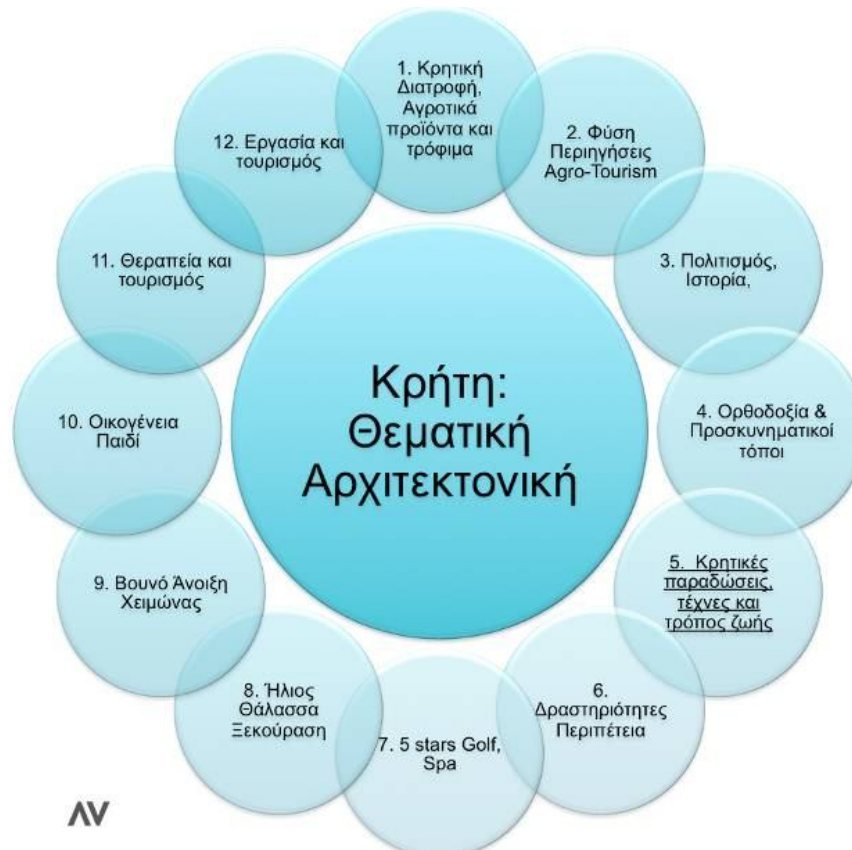 1. Κρητική
Διατροφή,
Αγροτικά
προϊόντα και
τρόφιμα
2. Φύση
Περιηγήσεις
Agro-Tourism
3. Πολιτισμός,
Ιστορία,
4. Ορθοδοξία &
Προσκυνηματικοί
τόποι
5. Κρητικές
παραδώσεις,
τέχνες και
τρόπος ζωής
6.
Δραστηριότητες
Περιπέτεια
7. 5 stars Golf,
Spa
8. Ήλιος
Θάλασσα
Ξεκούραση
9. Βουνό Άνοιξη
Χειμώνας
10. Οικογένεια
Παιδί
11. Θεραπεία και
τουρισμός
12. Εργασία και
τουρισμός
Κρήτη:
Θεματική
Αρχιτεκτονική
ΛV